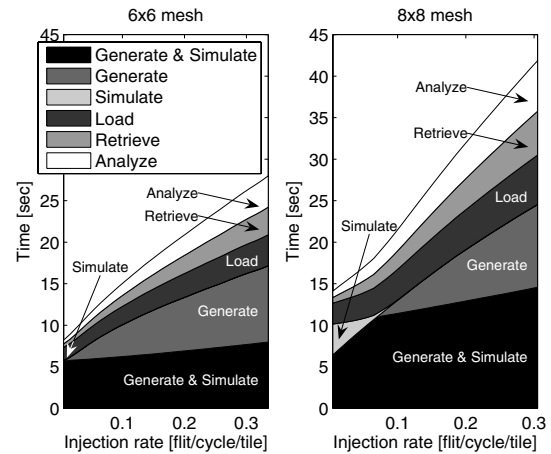 6x6 mesh
8x8 mesh
Generate & Simulate
Generate
Simulate
Load
Retrieve
Analyze
Time [sec]
45
40
35
30
25
20
15
10
5
0
Simulate
Analyze
Retrieve
Load
Generate
Generate & Simulate
0.1
0.2
0.3
Injection rate [flit/cycle/tile]
Time [sec]
45
40
35
30
25
20
15
10
5
0
Simulate
Analyze
Retrieve
Load
Generate
Generate & Simulate
0.1
0.2
0.3
Injection rate [flit/cycle/tile]